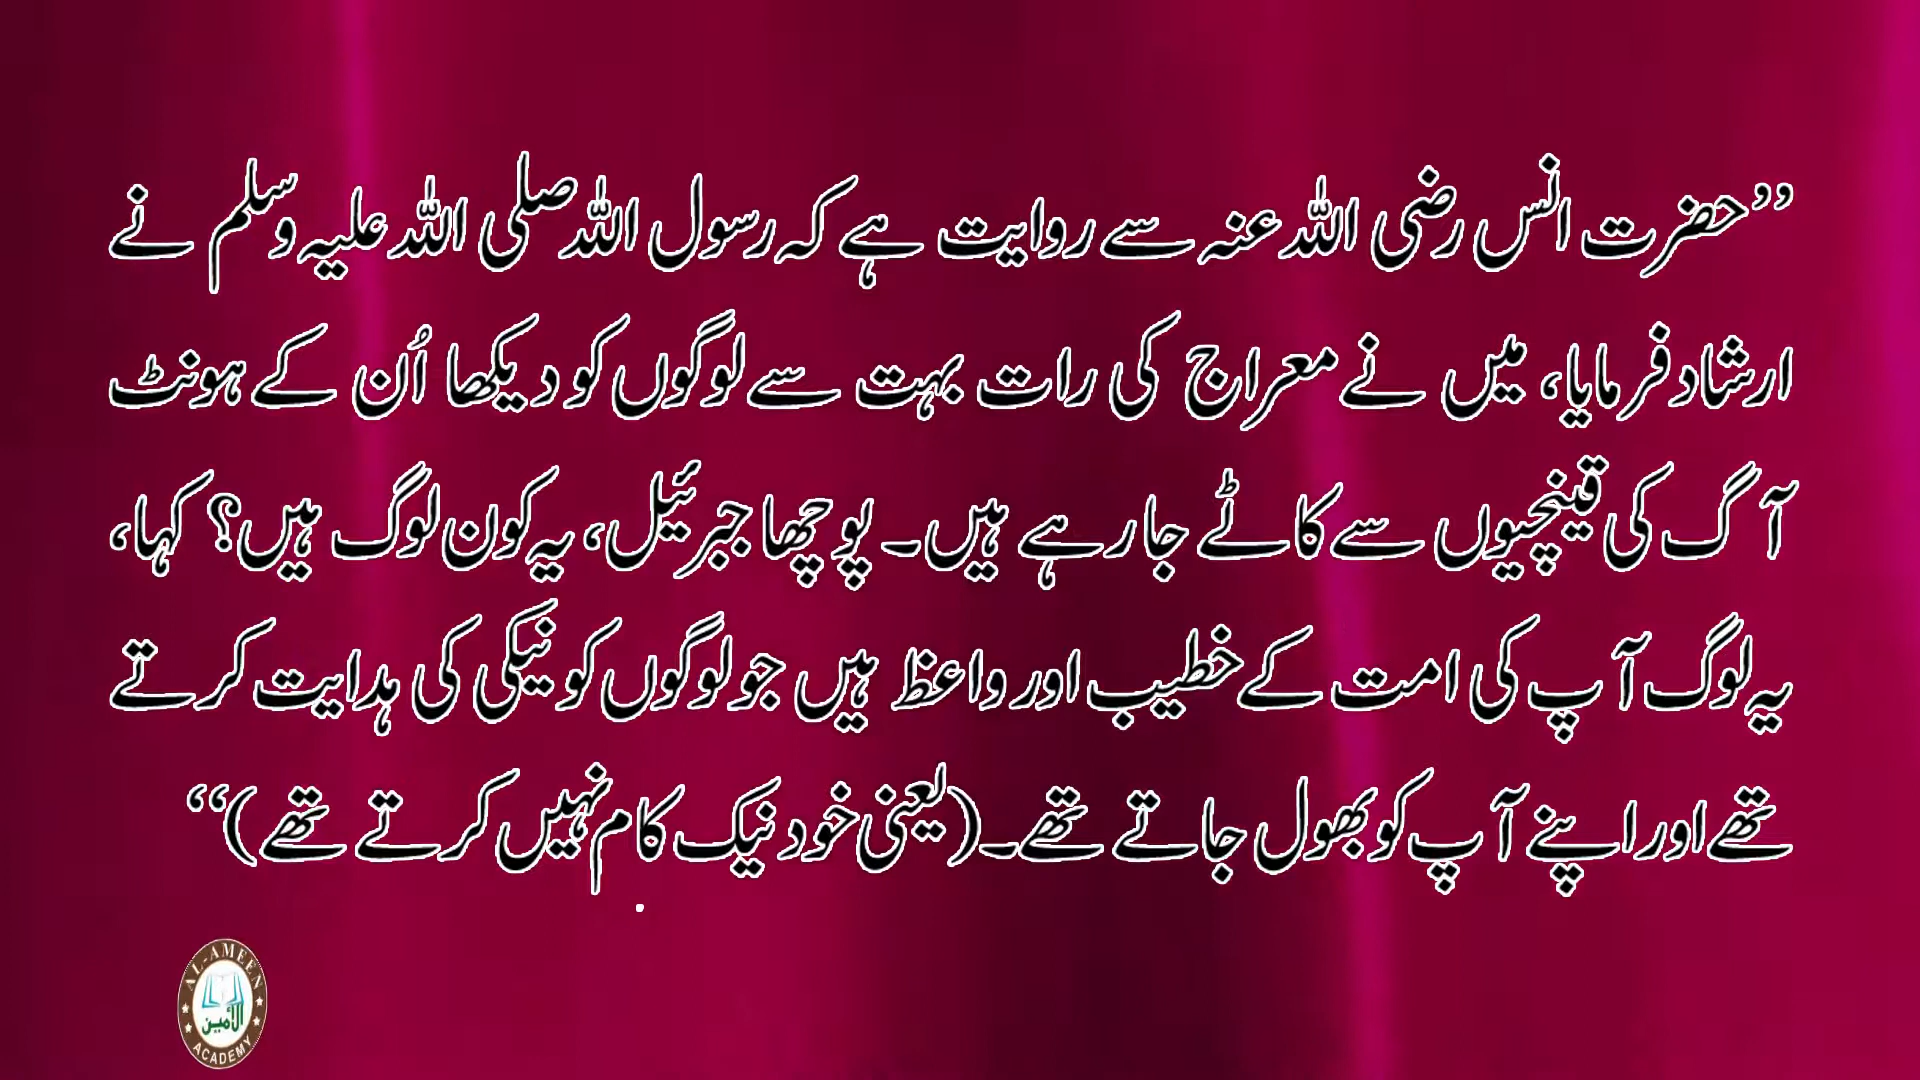 ’’حضرت انس رضی اللہ عنہ سے روایت ہے کہ رسول اللہ صلی اللہ علیہ وسلم نے
ارشاد فرمایا، میں نے معراج کی رات بہت سے لوگوں کو دیکھا اُن کے ہونٹ
آگ کی قینچیوں سے کاٹے جا رہے ہیں۔ پوچھا جبرئیل، یہ کون لوگ ہیں؟ کہا،
یہ لوگ آپ کی امت کے خطیب اور واعظ ہیں جو لوگوں کو نیکی کی ہدایت کرتے
تھے اور اپنے آپ کو بھول جاتے تھے۔ (یعنی خود نیک کام نہیں کرتے تھے)‘‘
AL-AMEEN
الأمين
ACADEMY